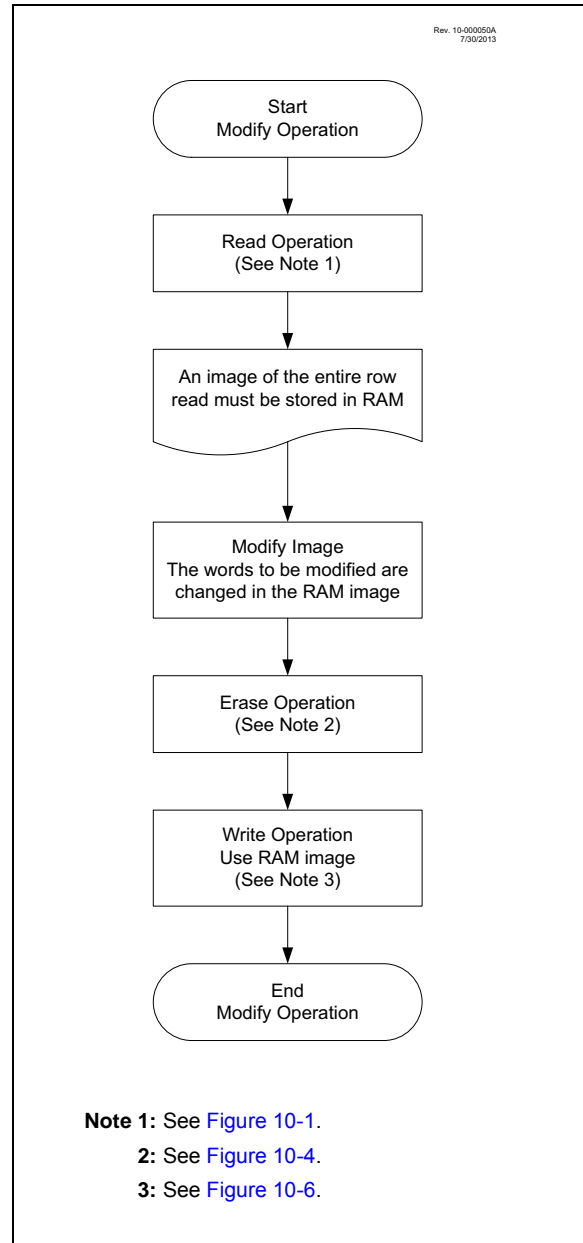 Rev. 10-000050A
7/30/2013
Start
Modify Operation
Read Operation
(See Note 1)
An image of the entire row
read must be stored in RAM
Modify Image
The words to be modified are
changed in the RAM image
Erase Operation
(See Note 2)
Write Operation
Use RAM image
(See Note 3)
End
Modify Operation
Note 1: See Figure 10-1.
2: See Figure 10-4.
3: See Figure 10-6.